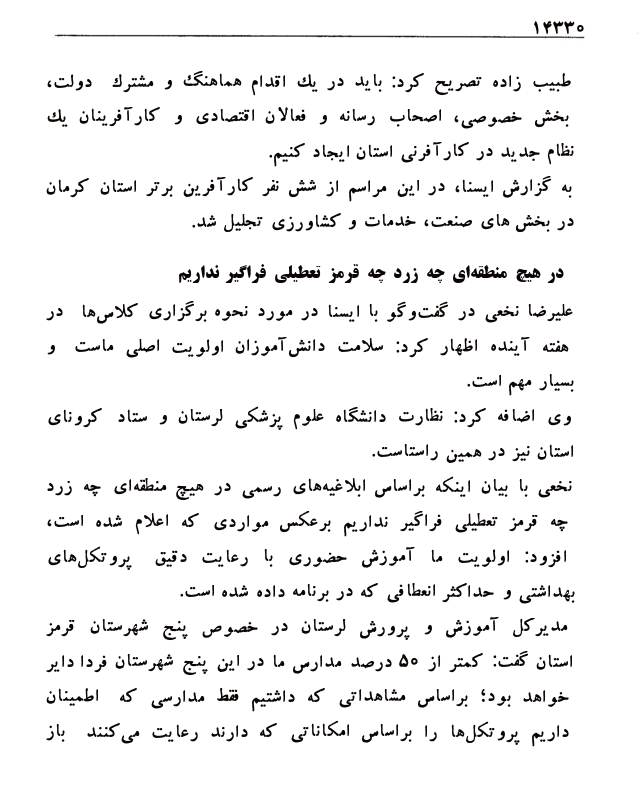 ۱۴۳۳۰
طبیب زاده تصریح کرد: باید در یك اقدام هماهنگ و مشترك دولت،
بخش خصوصی، اصحاب رسانه و فعالان اقتصادی و کارآفرینان یك
نظام جدید در کارآفرنی استان ایجاد کنیم.
به گزارش ایسنا، در این مراسم از شش نفر کارآفرین برتر استان کرمان
در بخش های صنعت، خدمات و کشاورزی تجلیل شد.
در هیچ منطقه‌ای چه زرد چه قرمز تعطیلی فراگیر نداریم
علیرضا نخعی در گفت‌وگو با ایسنا در مورد نحوه برگزاری کلاس‌ها در
هفته آینده اظهار کرد: سلامت دانش‌آموزان اولویت اصلی ماست و
بسیار مهم است.
وی اضافه کرد: نظارت دانشگاه علوم پزشکی لرستان و ستاد کرونای
استان نیز در همین راستاست.
نخعی با بیان اینکه براساس ابلاغیه‌های رسمی در هیچ منطقه‌ای چه زرد
چه قرمز تعطیلی فراگیر نداریم برعکس مواردی که اعلام شده است،
افزود: اولویت ما آموزش حضوری با رعایت دقیق پروتکل‌های
بهداشتی و حداکثر انعطافی که در برنامه داده شده است.
مدیرکل آموزش و پرورش لرستان در خصوص پنج شهرستان قرمز
استان گفت: کمتر از ۵۰ درصد مدارس ما در این پنج شهرستان فردا دایر
خواهد بود؛ براساس مشاهداتی که داشتیم فقط مدارسی که اطمینان
داریم پروتکل‌ها را براساس امکاناتی که دارند رعایت می‌کنند باز